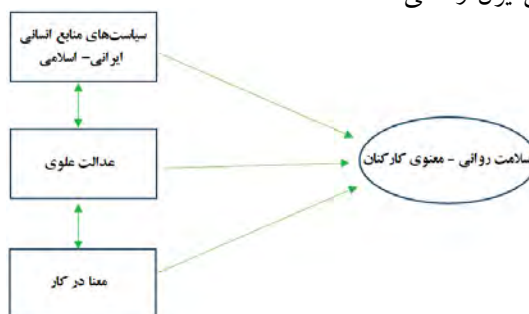 سیاست‌های منابع انسانی
ایرانی- اسلامی
عدالت علوی
سلامت روانی - معنوی کارکنان
معنا در کار